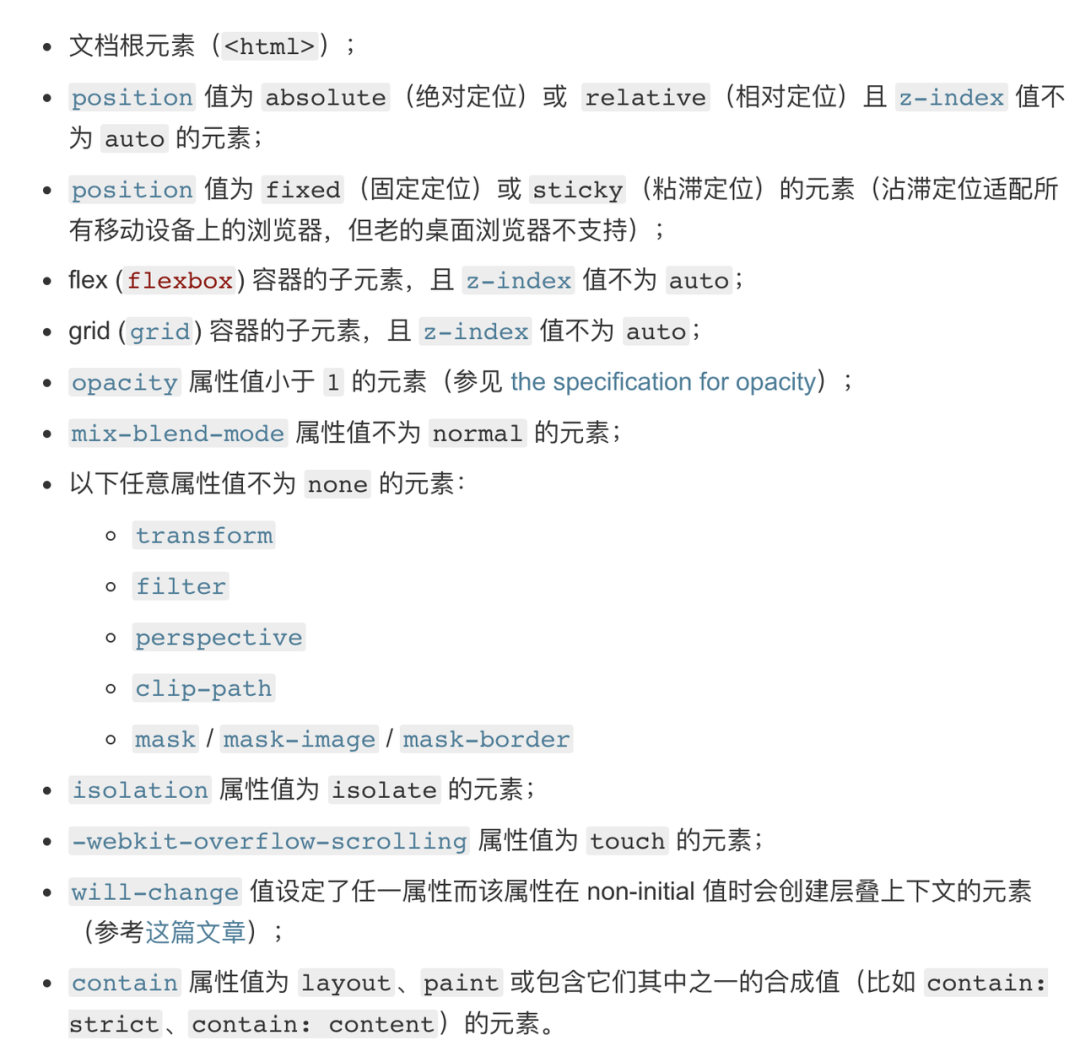 文档根元素（<html>）；
position 值为 absolute（绝对定位）或 relative（相对定位）且 z-index 值不
为 auto 的元素；
position 值为 fixed（固定定位）或 sticky（粘滞定位）的元素（沾滞定位适配所
有移动设备上的浏览器，但老的桌面浏览器不支持）；
flex (flexbox) 容器的子元素，且 z-index 值不为 auto；
grid (grid) 容器的子元素，且 z-index 值不为 auto；
opacity 属性值小于 1 的元素（参见 the specification for opacity）；
mix-blend-mode 属性值不为 normal 的元素；
以下任意属性值不为 none 的元素：
transform
filter
perspective
clip-path
mask / mask-image / mask-border
isolation 属性值为 isolate 的元素；
-webkit-overflow-scrolling 属性值为 touch 的元素；
will-change 值设定了任一属性而该属性在 non-initial 值时会创建层叠上下文的元素
（参考这篇文章）；
contain 属性值为 layout、paint 或包含它们其中之一的合成值（比如 contain:
strict、contain: content）的元素。